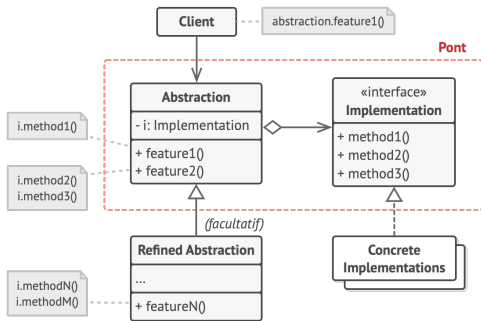 Client
abstraction.feature1()
Pont
Abstraction
- i: Implementation
+ feature1()
+ feature2()
«interface»
Implementation
+ method1()
+ method2()
+ method3()
i.method1()
i.method2()
i.method3()
(facultatif)
Refined Abstraction
...
+ featureN()
Concrete
Implementations
i.methodN()
i.methodM()